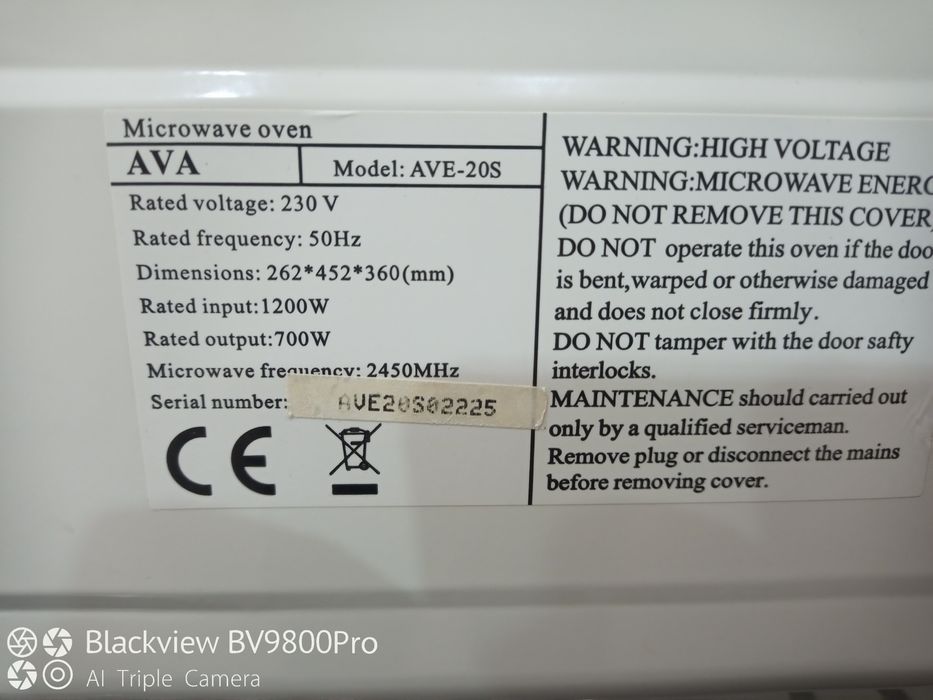 Microwave oven
AVA
Model: AVE-20S
Rated voltage: 230 V
Rated frequency: 50Hz
Dimensions: 262*452*360(mm)
Rated input:1200W
Rated output:700W
Microwave frequency: 2450MHz
Serial number:
AVE20S02225
CE
WARNING:HIGH VOLTAGE
WARNING:MICROWAVE ENERG
(DO NOT REMOVE THIS COVER
DO NOT operate this oven if the doo
is bent,warped or otherwise damaged
and does not close firmly.
DO NOT tamper with the door safty
interlocks.
MAINTENANCE should carried out
only by a qualified serviceman.
Remove plug or disconnect the mains
before removing cover.
Blackview BV9800Pro
AI Triple Camera